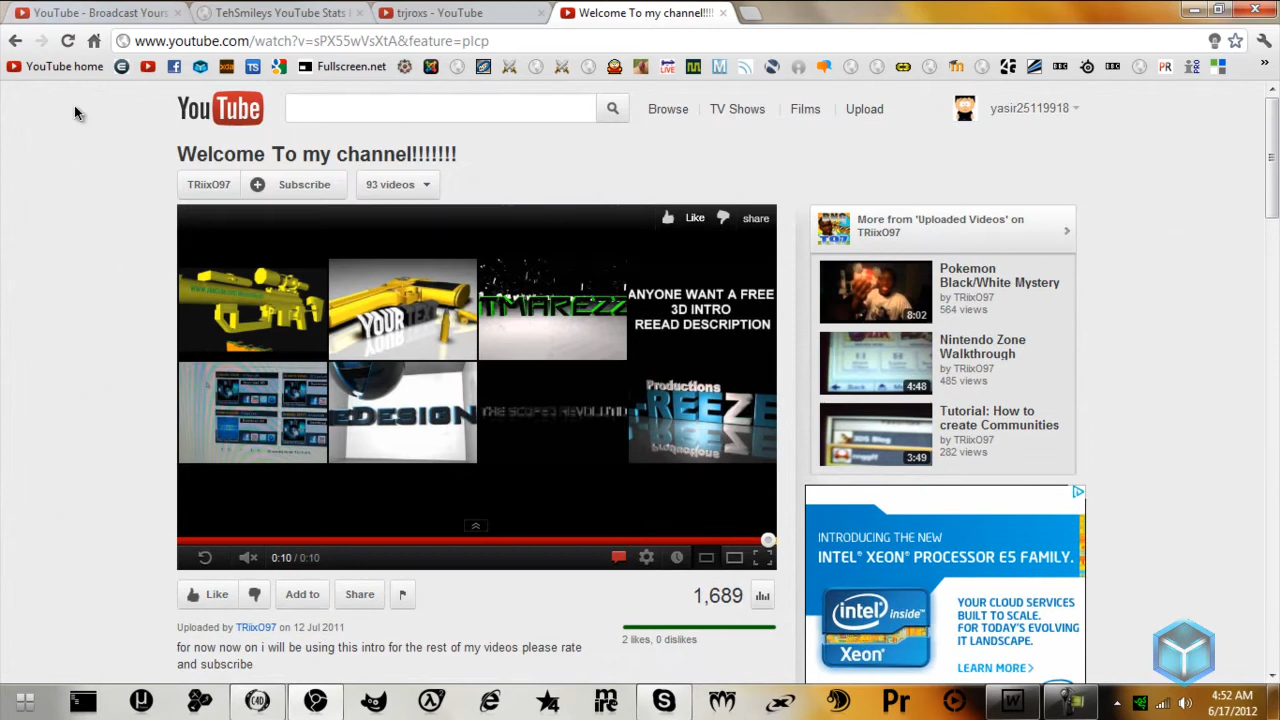 YouTube - Broadcast Yours
TehSmileys YouTube Stats
trjroxs - YouTube
Welcome To my channel!!!!
www.youtube.com/watch?v=sPX55wVsXtA&feature=plcp
YouTube home
Fullscreen.net
YouTube
Browse
TV Shows
Films
Upload
yasir25119918
Welcome To my channel!!!!!!!
TRiixO97
Subscribe
93 videos
Like
share
YOUR
ANYONE WANT A FREE
3D INTRO
REEAD DESCRIPTION
EDESIGN
THE SCOPEZ REVOLUTIO
Productions
REEZE
0:10 / 0:10
More from 'Uploaded Videos' on
TRiixO97
Pokemon
Black/White Mystery
by TRiixO97
564 views
8:02
Nintendo Zone
Walkthrough
by TRiixO97
485 views
4:48
Tutorial: How to
create Communities
by TRiixO97
282 views
3:49
INTRODUCING THE NEW
INTEL® XEON® PROCESSOR E5 FAMILY.
intel inside™
Xeon®
YOUR CLOUD SERVICES
BUILT TO SCALE.
FOR TODAY'S EVOLVING
IT LANDSCAPE.
LEARN MORE
Like
Add to
Share
1,689
Uploaded by TRiixO97 on 12 Jul 2011
2 likes, 0 dislikes
for now now on i will be using this intro for the rest of my videos please rate
and subscribe
C4D
Pr
W
4:52 AM
6/17/2012